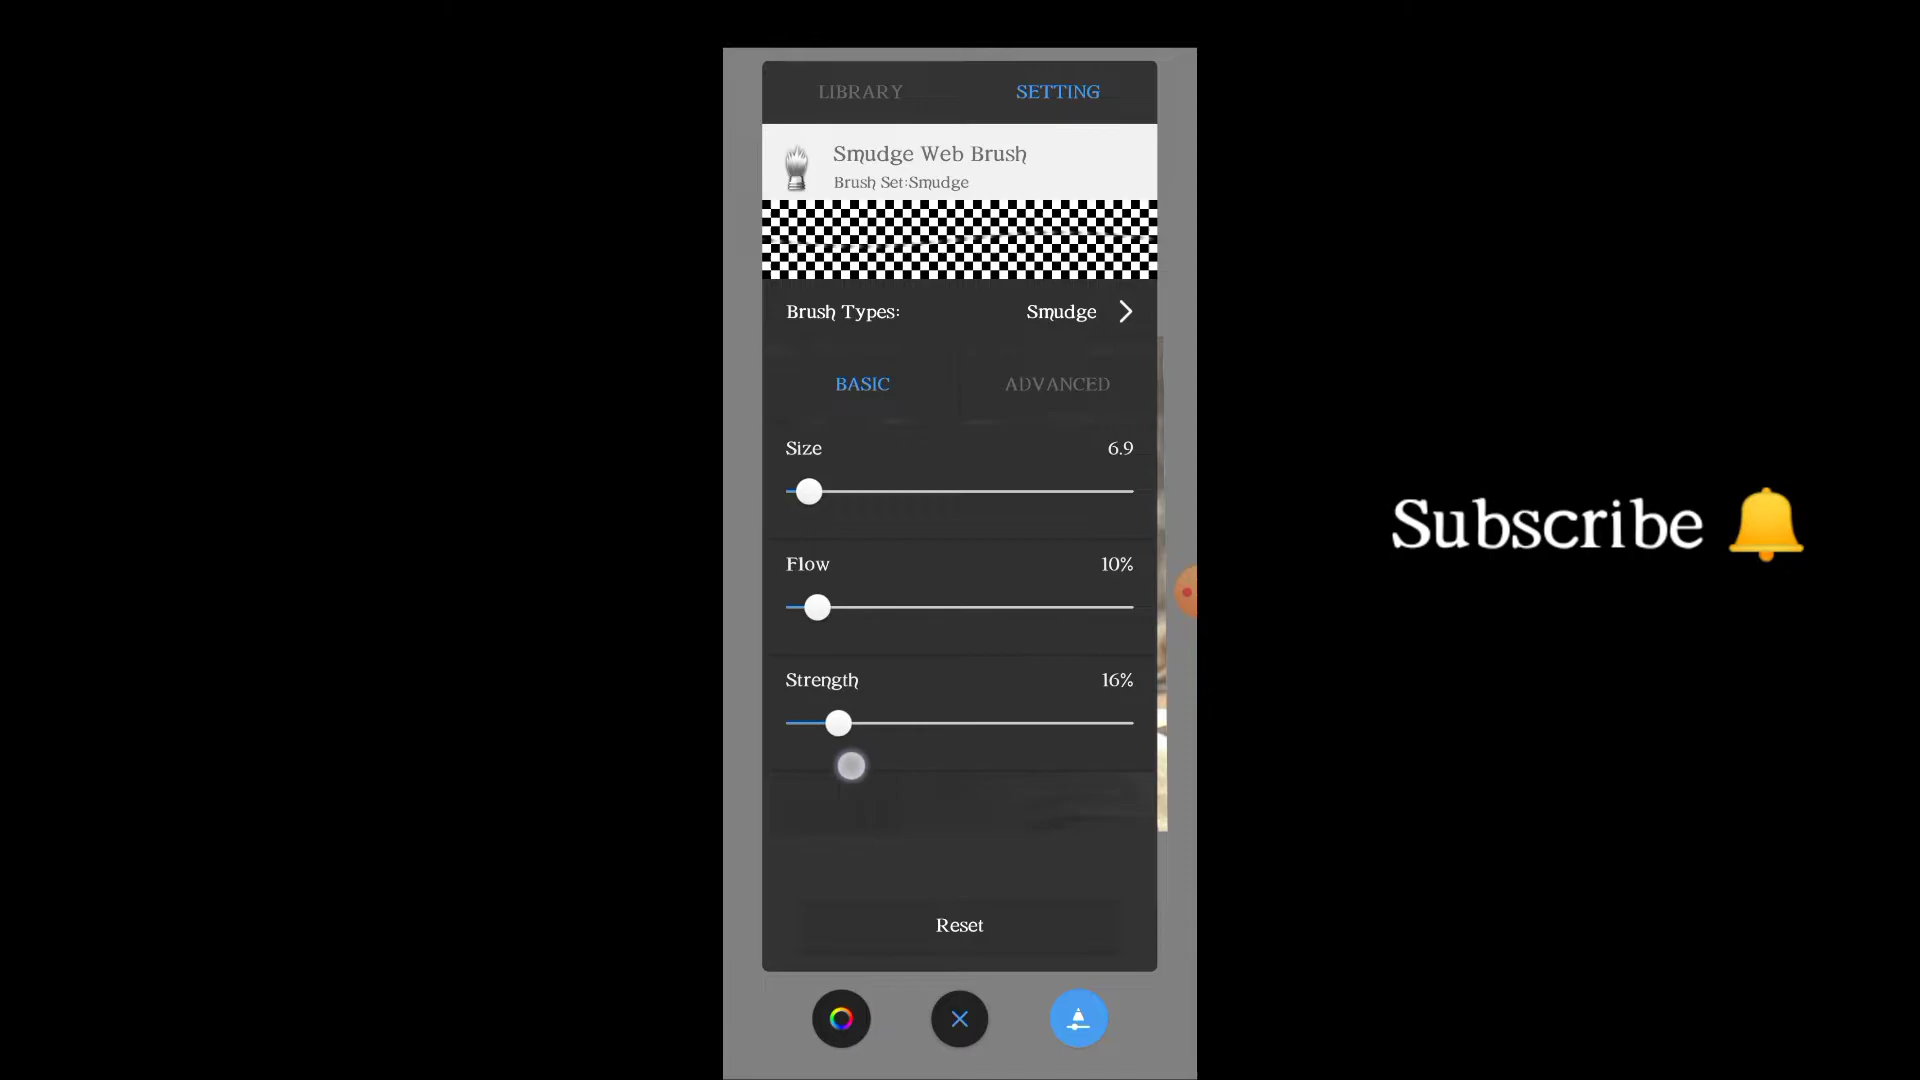 LIBRARY SETTING
Smudge Web Brush
Brush Set:Smudge
Brush Types: Smudge
BASIC ADVANCED
Size 6.9
Flow 10%
Strength 16%
Reset
Subscribe 🔔